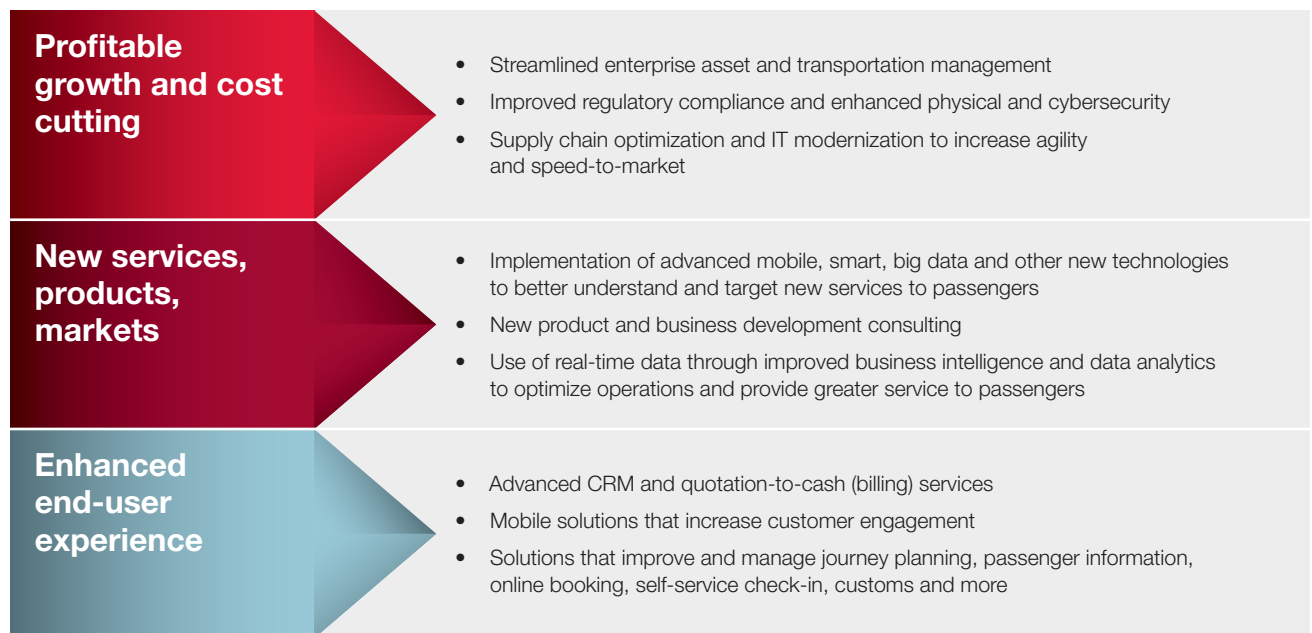 Profitable
growth and cost
cutting
• Streamlined enterprise asset and transportation management
• Improved regulatory compliance and enhanced physical and cybersecurity
• Supply chain optimization and IT modernization to increase agility
and speed-to-market
New services,
products,
markets
• Implementation of advanced mobile, smart, big data and other new technologies
to better understand and target new services to passengers
• New product and business development consulting
• Use of real-time data through improved business intelligence and data analytics
to optimize operations and provide greater service to passengers
Enhanced
end-user
experience
• Advanced CRM and quotation-to-cash (billing) services
• Mobile solutions that increase customer engagement
• Solutions that improve and manage journey planning, passenger information,
online booking, self-service check-in, customs and more